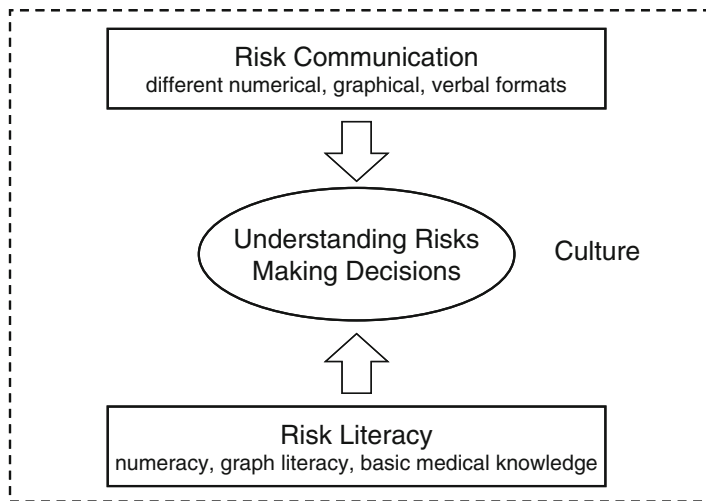 Risk Communication
different numerical, graphical, verbal formats
Understanding Risks
Making Decisions
Culture
Risk Literacy
numeracy, graph literacy, basic medical knowledge